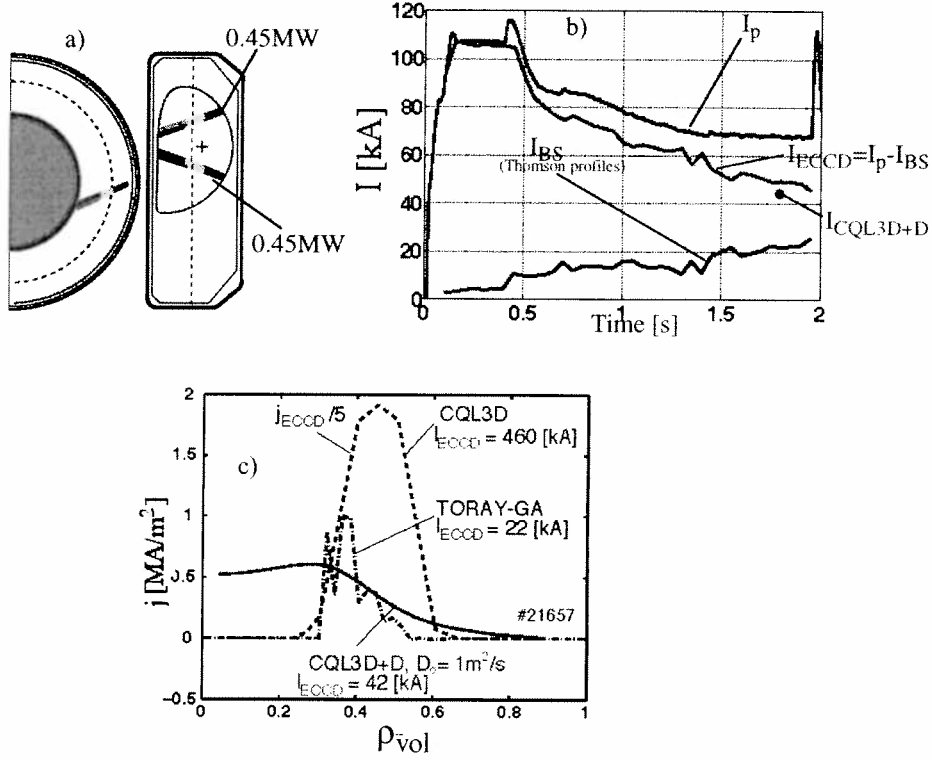 a)
0.45MW
0.45MW
120
100
80
60
40
20
0
I [kA]
b)
I_p
I_BS
(Thomson profiles)
I_ECCD=I_p-I_BS
I_CQL3D+D
0
0.5
1
1.5
2
Time [s]
2
1.5
1
0.5
0
-0.5
j [MA/m²]
c)
j_ECCD/5
CQL3D
I_ECCD = 460 [kA]
TORAY-GA
I_ECCD = 22 [kA]
#21657
CQL3D+D, D₀= 1m²/s
I_ECCD = 42 [kA]
0.2
0.4
0.6
0.8
1
ρ_vol